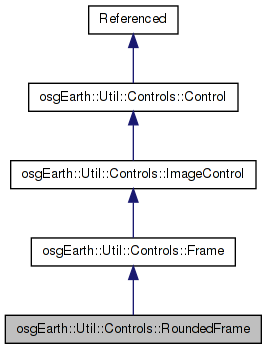 Referenced
osgEarth::Util::Controls::Control
osgEarth::Util::Controls::ImageControl
osgEarth::Util::Controls::Frame
osgEarth::Util::Controls::RoundedFrame